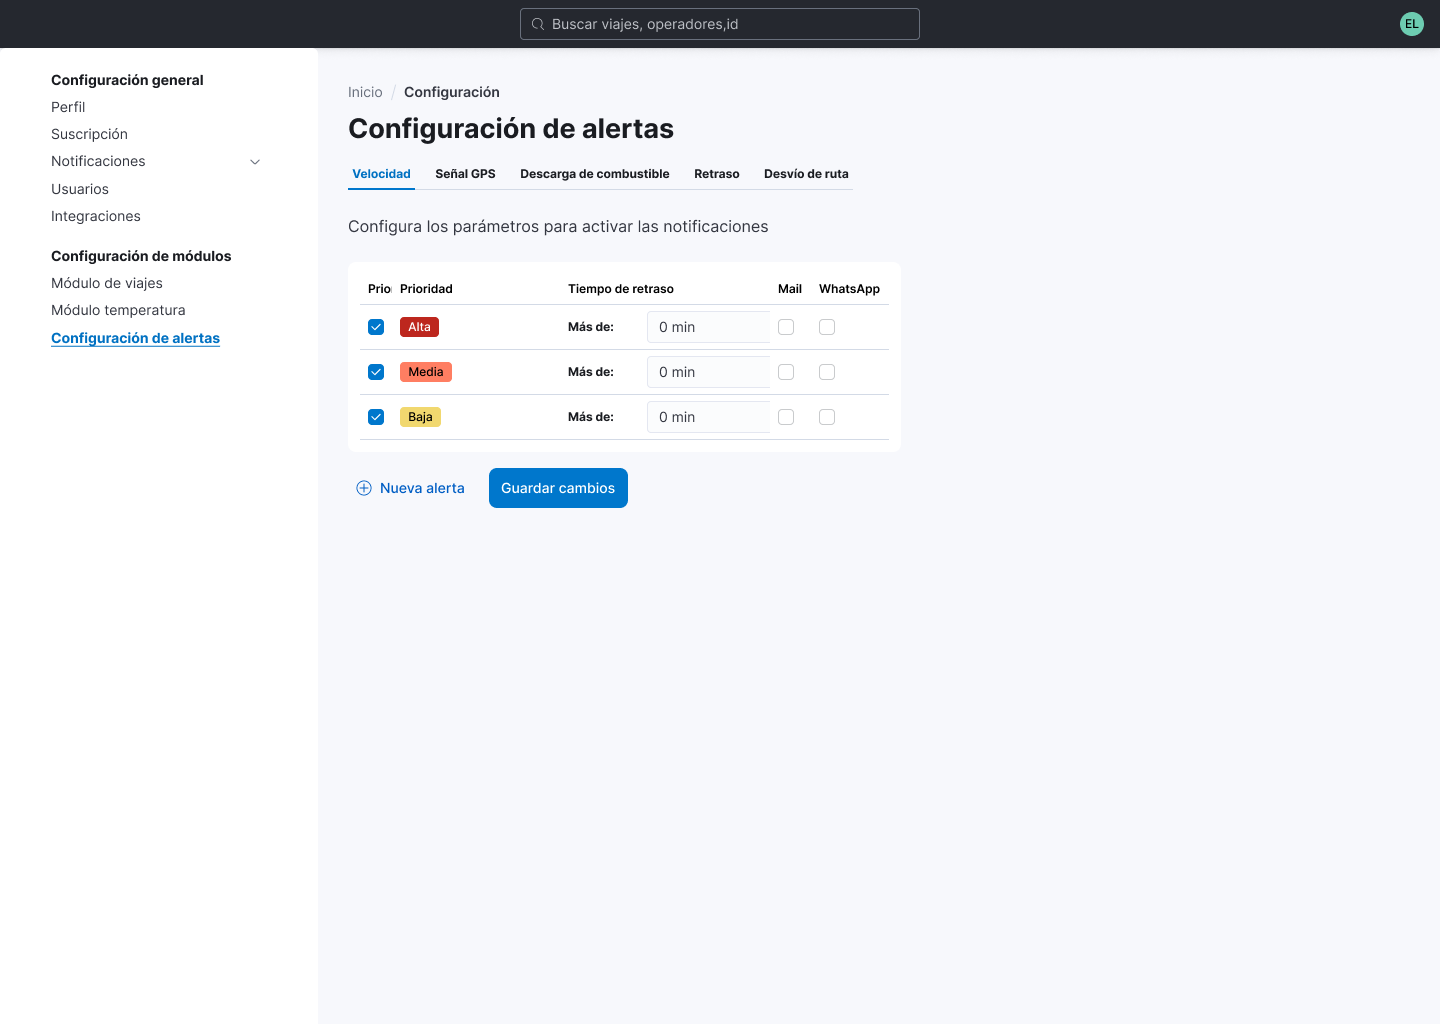 Buscar viajes, operadores,id
EL
Configuración general
Perfil
Suscripción
Notificaciones
Usuarios
Integraciones
Configuración de módulos
Módulo de viajes
Módulo temperatura
Configuración de alertas
Inicio / Configuración
Configuración de alertas
Velocidad Señal GPS Descarga de combustible Retraso Desvío de ruta
Configura los parámetros para activar las notificaciones
Prior Prioridad Tiempo de retraso Mail WhatsApp
Alta Más de: 0 min
Media Más de: 0 min
Baja Más de: 0 min
Nueva alerta Guardar cambios